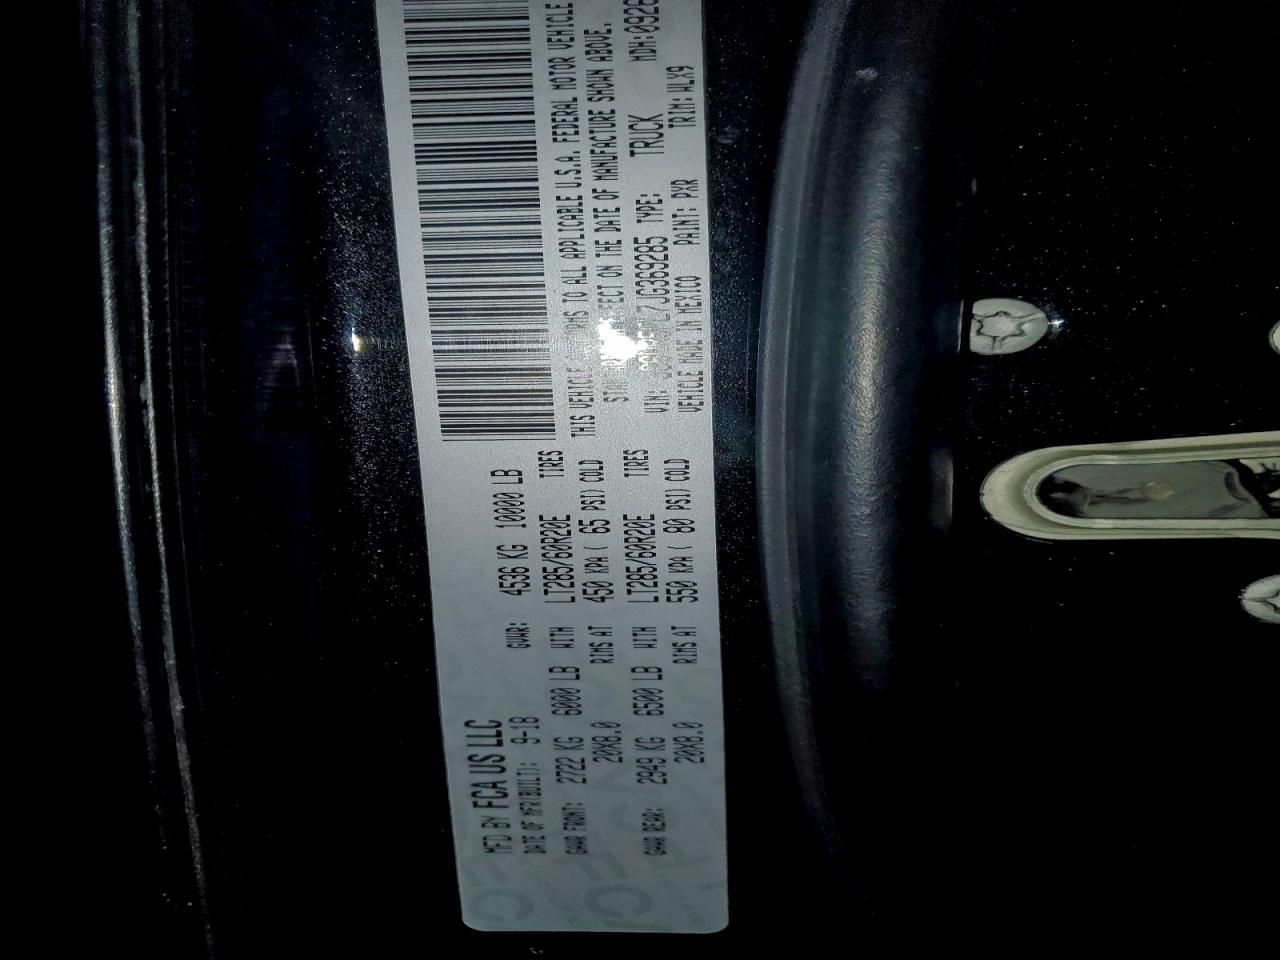 MFD BY FCA US LLC
DATE OF MFR(BUILT): 9-18 GVWR: 4536 KG 10000 LB
GAWR FRONT: 2722 KG 6000 LB WITH LT285/60R20E TIRES
20X8.0 RIMS AT 450 KPA ( 65 PSI) COLD
GAWR REAR: 2949 KG 6500 LB WITH LT285/60R20E TIRES
20X8.0 RIMS AT 550 KPA ( 80 PSI) COLD
THIS VEHICLE TO ALL APPLICABLE U.S.A. FEDERAL MOTOR VEHICLE
ON THE DATE OF MANUFACTURE SHOWN ABOVE.
VIN: JG369285 TYPE: TRUCK MDH:0926
VEHICLE MADE IN MEXICO PAINT: PXR TRIM: WLX9